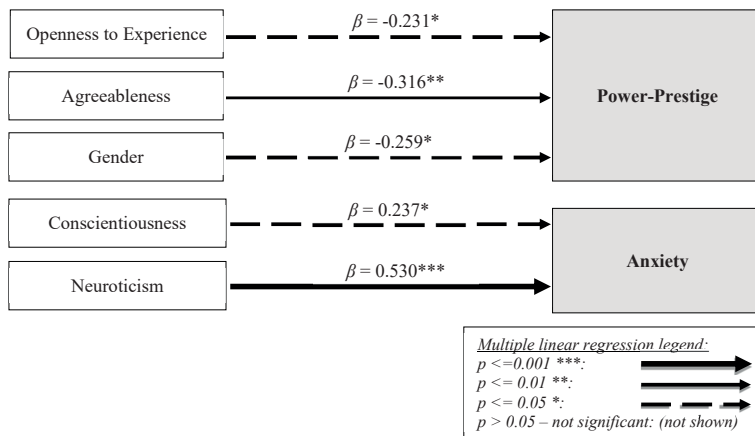 Openness to Experience
β = -0.231*
Agreeableness
β = -0.316**
Power-Prestige
Gender
β = -0.259*
Conscientiousness
β = 0.237*
Anxiety
Neuroticism
β = 0.530***
Multiple linear regression legend:
p <=0.001 ***:
p <= 0.01 **:
p <= 0.05 *:
p > 0.05 – not significant: (not shown)